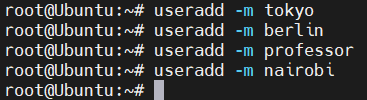 root@Ubuntu:~# useradd -m tokyo
root@Ubuntu:~# useradd -m berlin
root@Ubuntu:~# useradd -m professor
root@Ubuntu:~# useradd -m nairobi
root@Ubuntu:~#